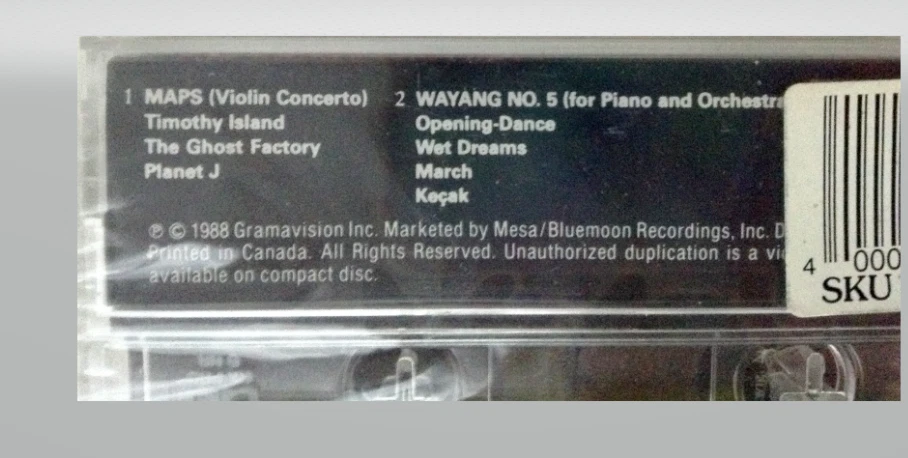 1 MAPS (Violin Concerto)
Timothy Island
The Ghost Factory
Planet J
2 WAYANG NO. 5 (for Piano and Orchestra
Opening-Dance
Wet Dreams
March
Keçak
℗ © 1988 Gramavision Inc. Marketed by Mesa/Bluemoon Recordings, Inc. D
Printed in Canada. All Rights Reserved. Unauthorized duplication is a vi
available on compact disc.
4 000
SKU